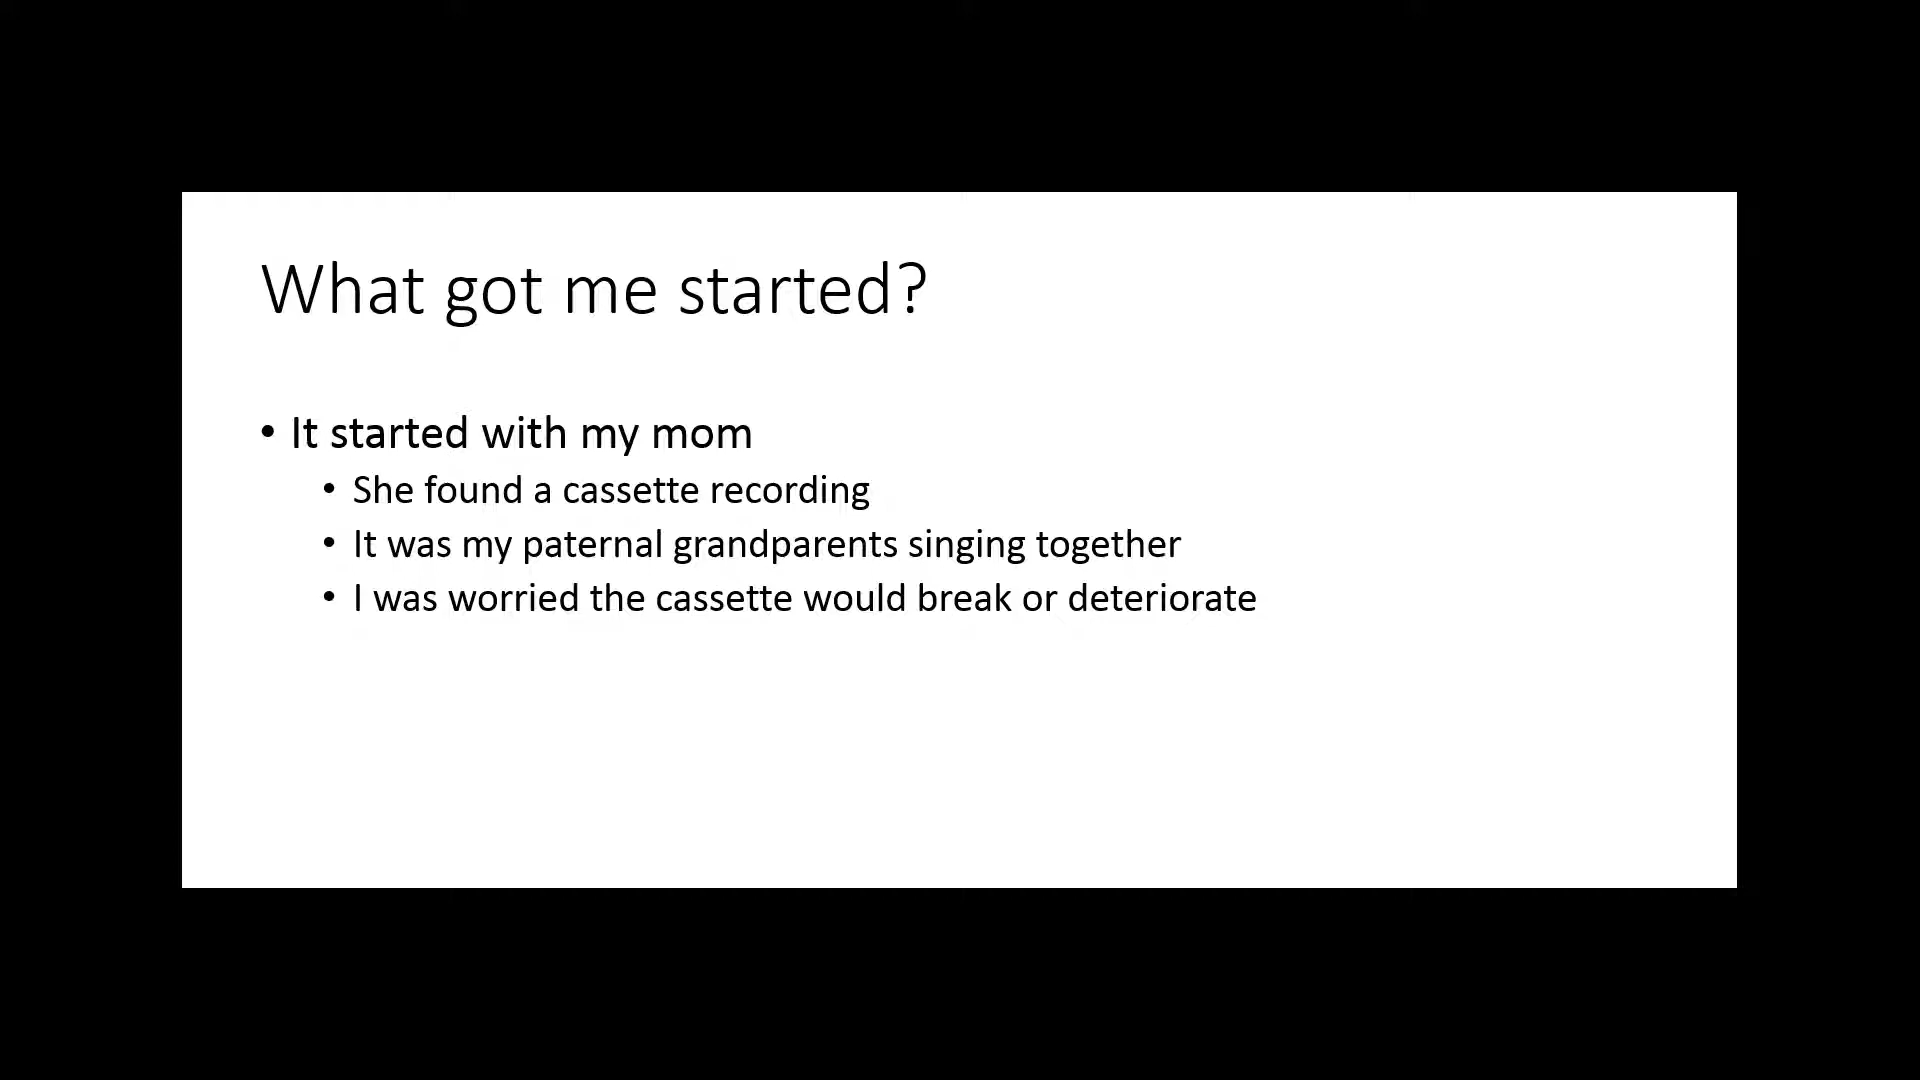 What got me started?
• It started with my mom
• She found a cassette recording
• It was my paternal grandparents singing together
• I was worried the cassette would break or deteriorate